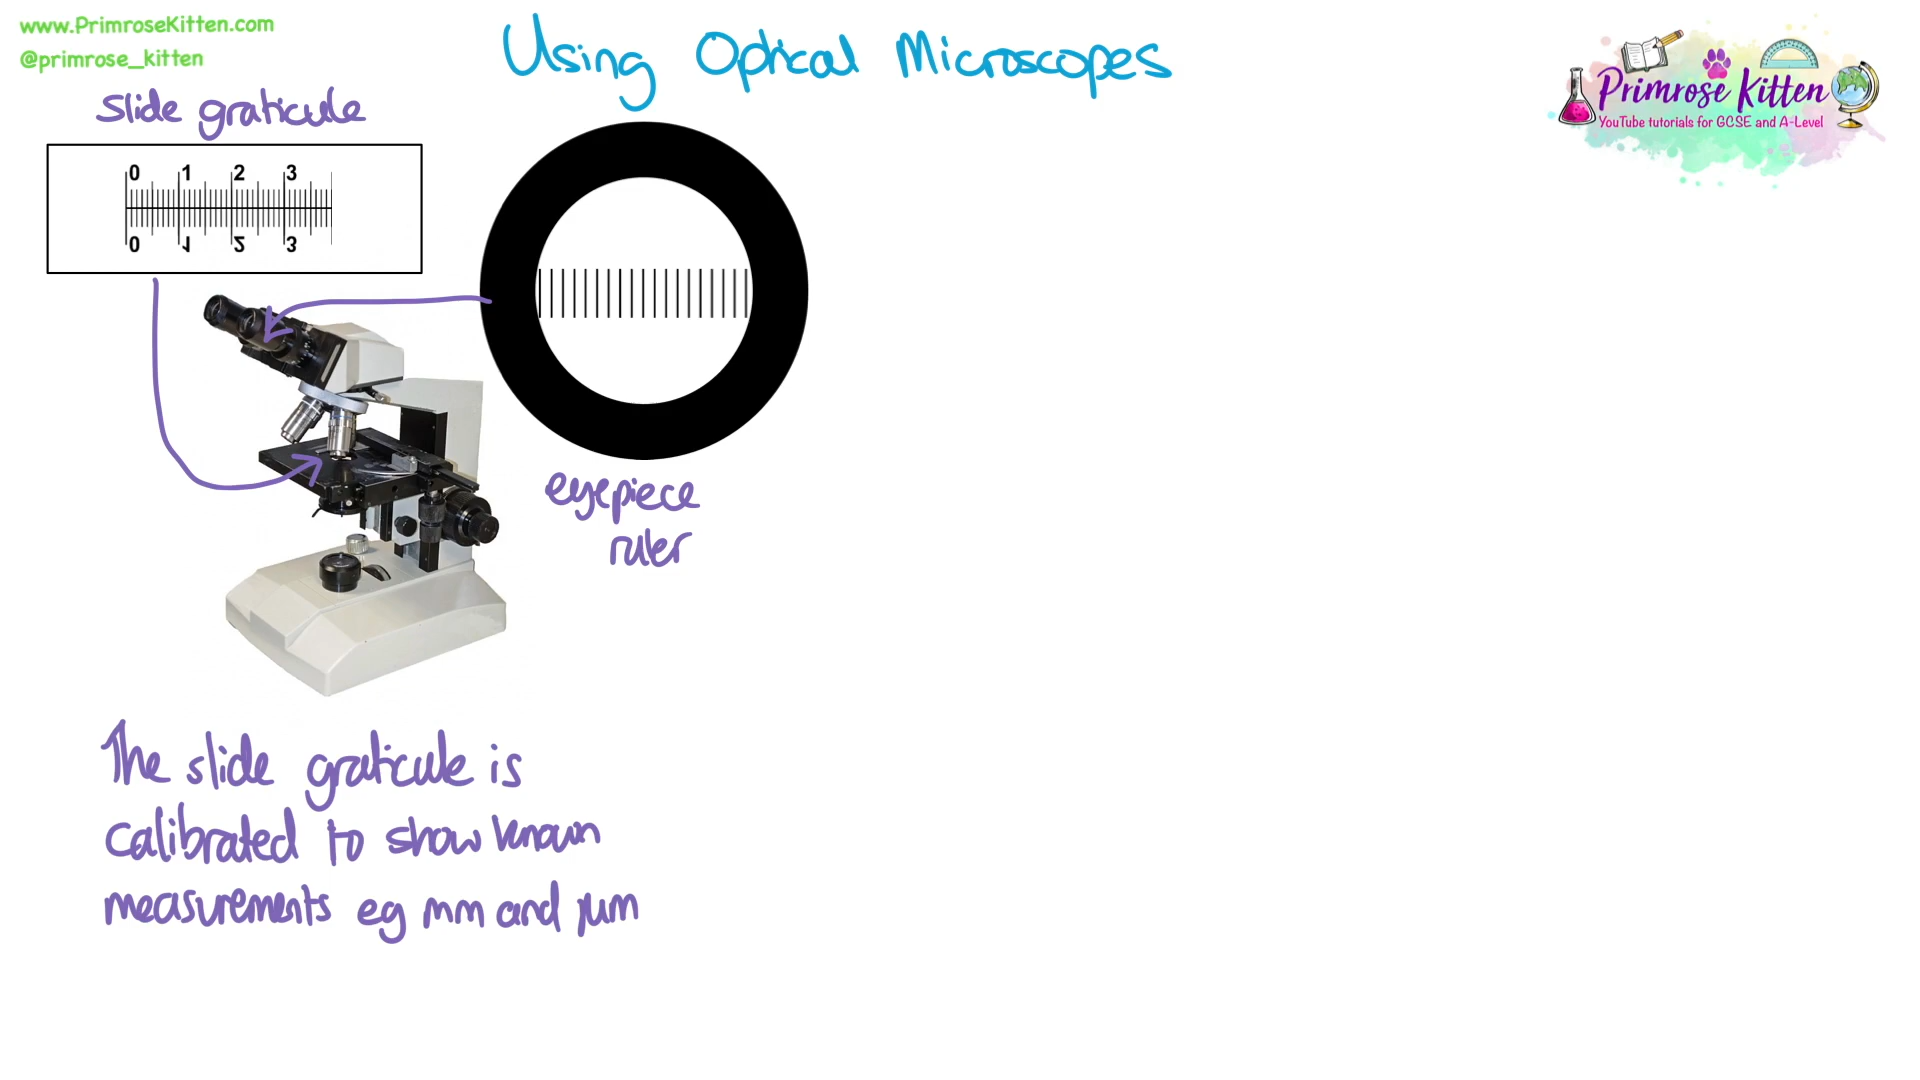 www.PrimroseKitten.com
@primrose_kitten
Using Optical Microscopes
Primrose Kitten
YouTube tutorials for GCSE and A-Level
slide graticule
0 1 2 3
0 1 2 3
eyepiece
ruler
The slide graticule is
calibrated to show known
measurements eg mm and µm